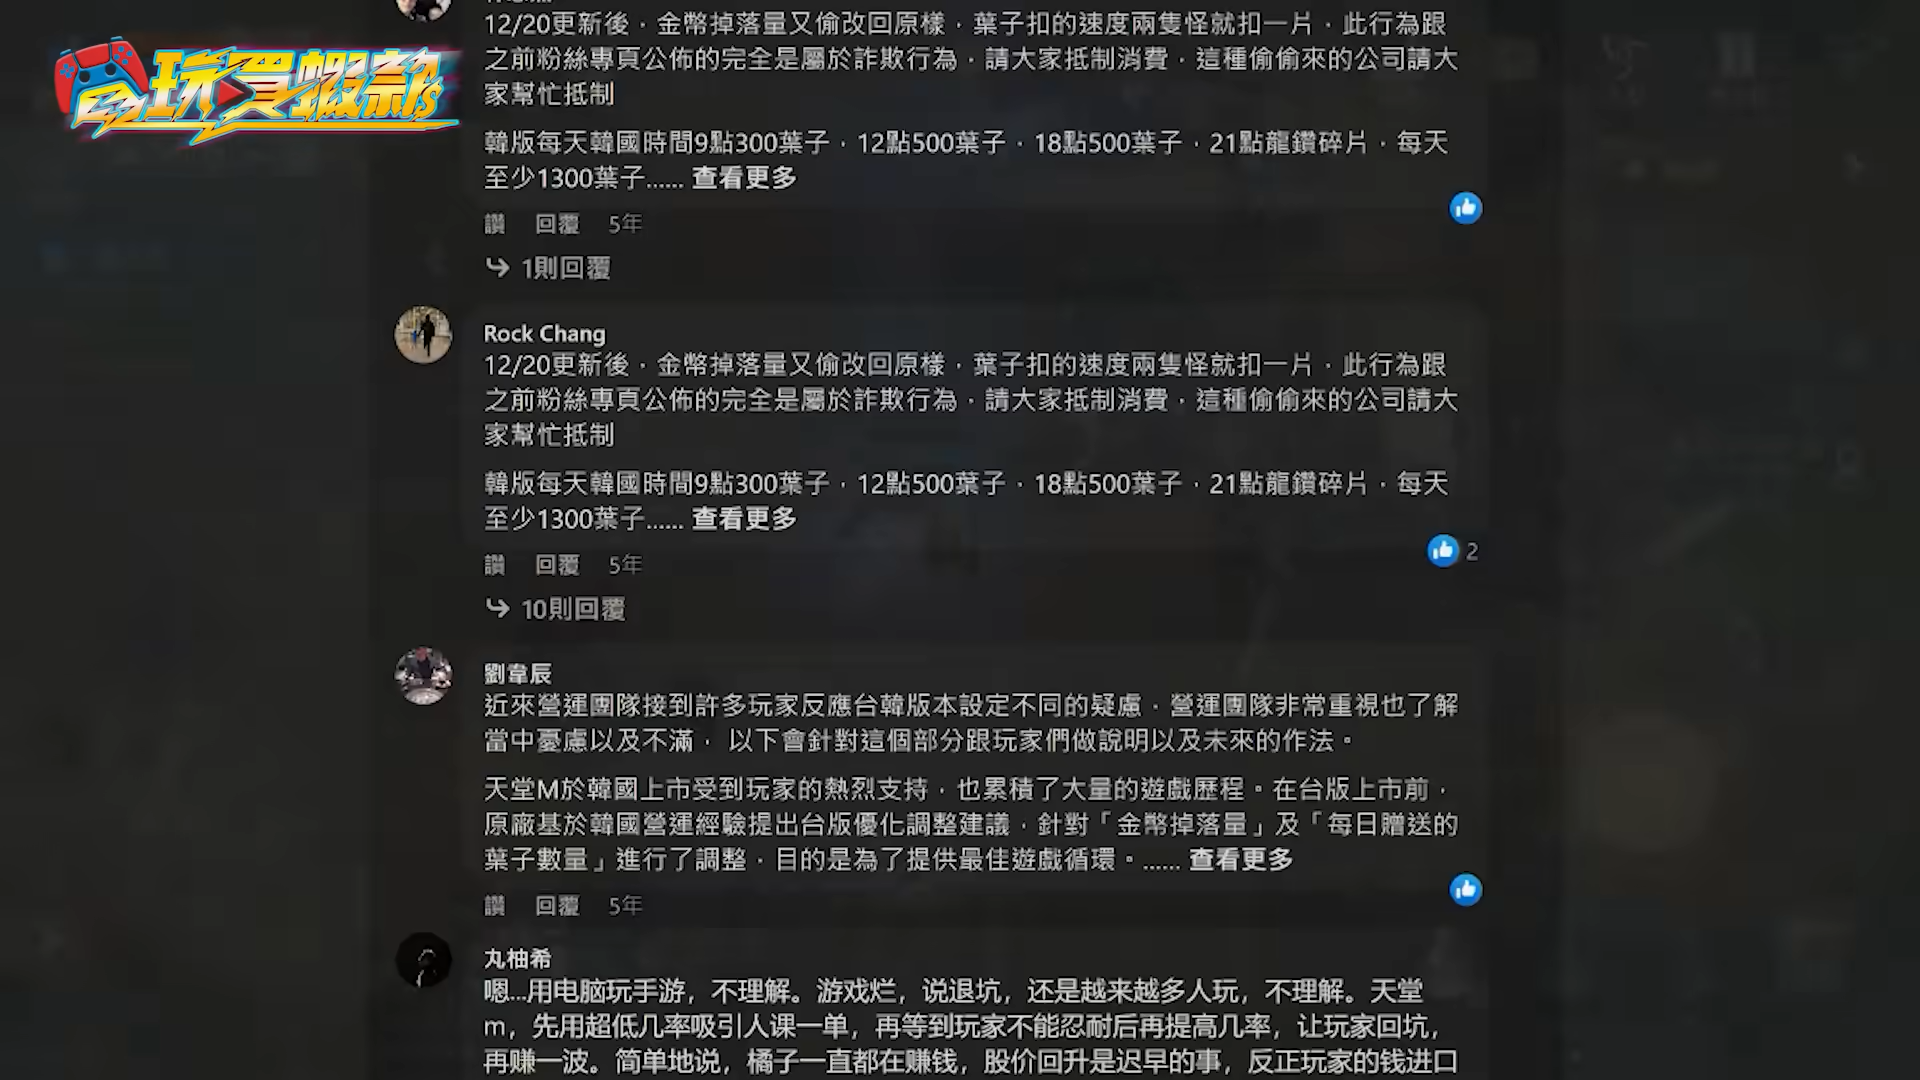 玩買蝦款
12/20更新後，金幣掉落量又偷改回原樣，葉子扣的速度兩隻怪就扣一片，此行為跟
之前粉絲專頁公佈的完全是屬於詐欺行為，請大家抵制消費，這種偷偷來的公司請大
家幫忙抵制
韓版每天韓國時間9點300葉子，12點500葉子，18點500葉子，21點龍鑽碎片，每天
至少1300葉子...... 查看更多
讚 回覆 5年
1則回覆
Rock Chang
12/20更新後，金幣掉落量又偷改回原樣，葉子扣的速度兩隻怪就扣一片，此行為跟
之前粉絲專頁公佈的完全是屬於詐欺行為，請大家抵制消費，這種偷偷來的公司請大
家幫忙抵制
韓版每天韓國時間9點300葉子，12點500葉子，18點500葉子，21點龍鑽碎片，每天
至少1300葉子...... 查看更多
讚 回覆 5年
2
10則回覆
劉韋辰
近來營運團隊接到許多玩家反應台韓版本設定不同的疑慮，營運團隊非常重視也了解
當中憂慮以及不滿， 以下會針對這個部分跟玩家們做說明以及未來的作法。
天堂M於韓國上市受到玩家的熱烈支持，也累積了大量的遊戲歷程。在台版上市前，
原廠基於韓國營運經驗提出台版優化調整建議，針對「金幣掉落量」及「每日贈送的
葉子數量」進行了調整，目的是為了提供最佳遊戲循環。...... 查看更多
讚 回覆 5年
丸柚希
嗯...用电脑玩手游，不理解。游戏烂，说退坑，还是越来越多人玩，不理解。天堂
m，先用超低几率吸引人课一单，再等到玩家不能忍耐后再提高几率，让玩家回坑，
再赚一波。简单地说，橘子一直都在赚钱，股价回升是迟早的事，反正玩家的钱进口